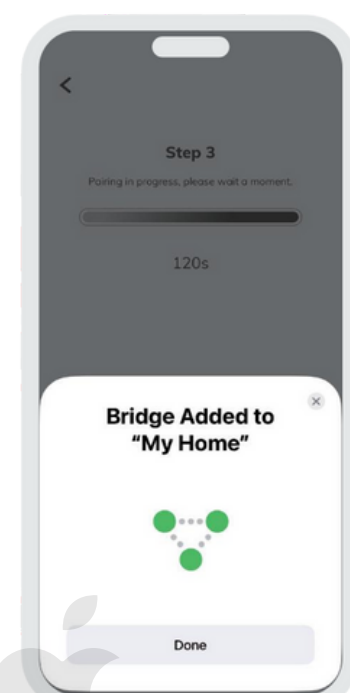 Step 3
Pairing in progress, please wait a moment.
120s
Bridge Added to
“My Home”
Done